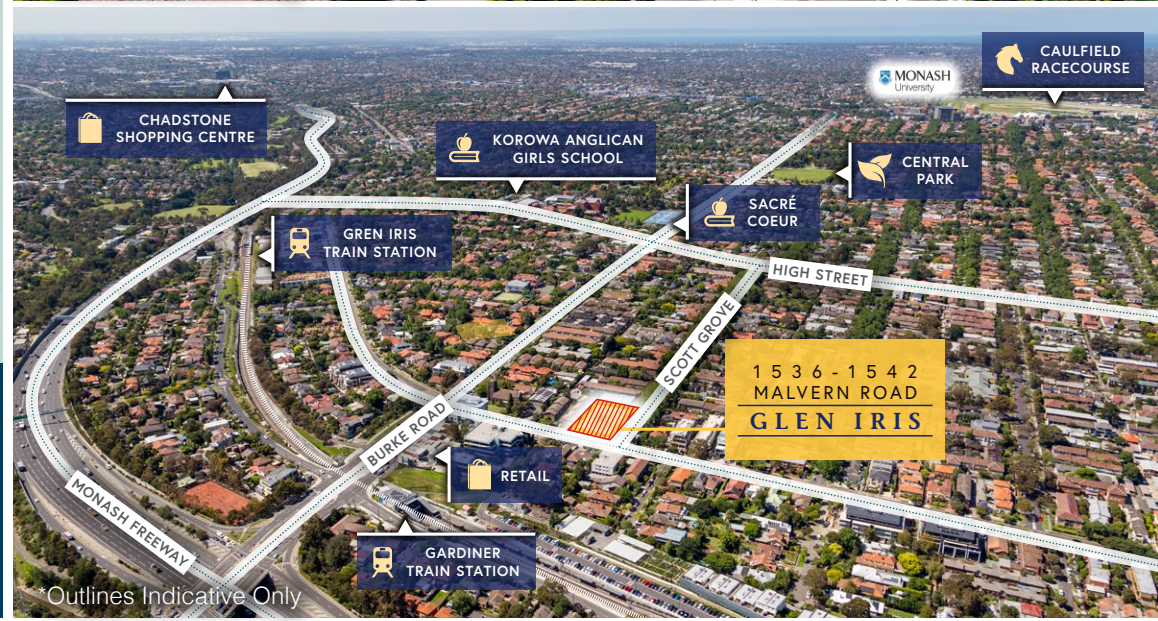 CAULFIELD
RACECOURSE
MONASH
University
CHADSTONE
SHOPPING CENTRE
KOROWA ANGLICAN
GIRLS SCHOOL
CENTRAL
PARK
SACRÉ
COEUR
GREN IRIS
TRAIN STATION
HIGH STREET
SCOTT GROVE
1536-1542
MALVERN ROAD
GLEN IRIS
BURKE ROAD
RETAIL
MONASH FREEWAY
GARDINER
TRAIN STATION
*Outlines Indicative Only